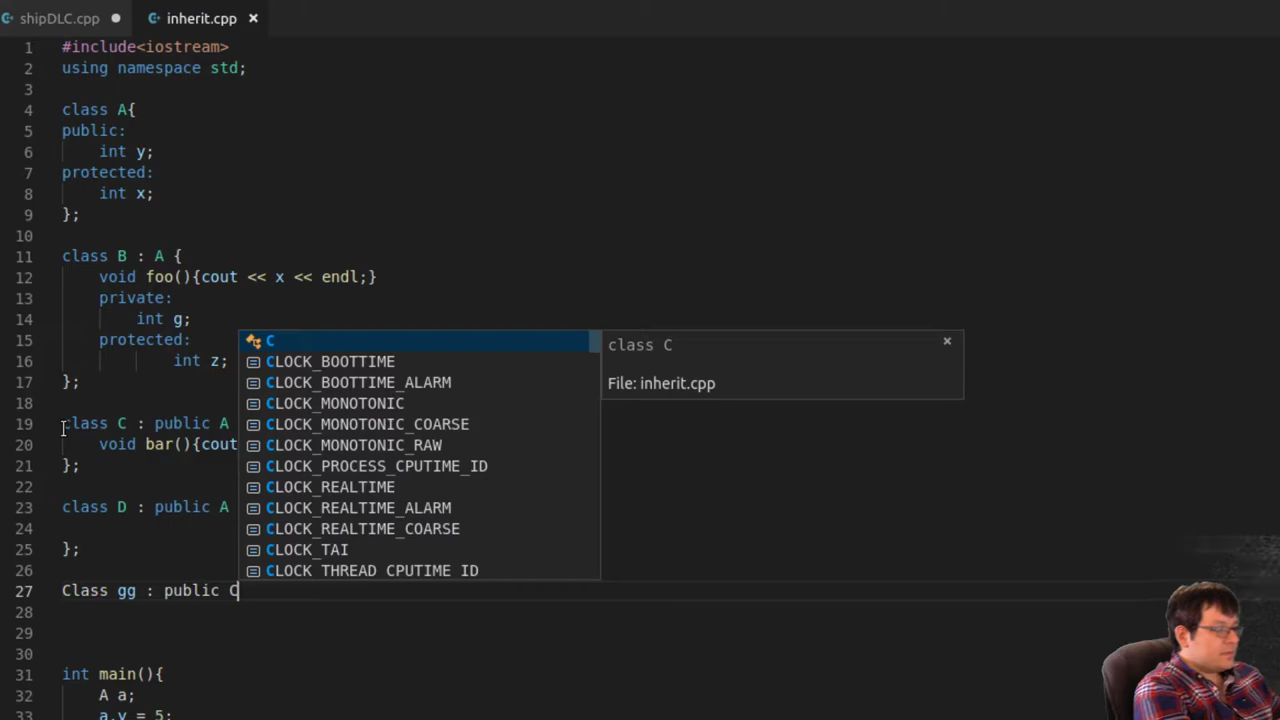 shipDLC.cpp
inherit.cpp
1 #include<iostream>
2 using namespace std;
3
4 class A{
5 public:
6 int y;
7 protected:
8 int x;
9 };
10
11 class B : A {
12 void foo(){cout << x << endl;}
13 private:
14 int g;
15 protected:
16 int z;
17 };
18
19 class C : public A
20 void bar(){cout
21 };
22
23 class D : public A
24
25 };
26
27 Class gg : public C
28
29
30
31 int main(){
32 A a;
33 a.y = 5;
C
CLOCK_BOOTTIME
CLOCK_BOOTTIME_ALARM
CLOCK_MONOTONIC
CLOCK_MONOTONIC_COARSE
CLOCK_MONOTONIC_RAW
CLOCK_PROCESS_CPUTIME_ID
CLOCK_REALTIME
CLOCK_REALTIME_ALARM
CLOCK_REALTIME_COARSE
CLOCK_TAI
CLOCK_THREAD_CPUTIME_ID
class C
File: inherit.cpp